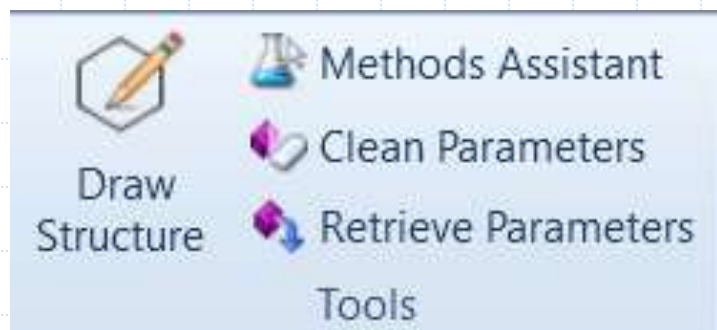 Draw
Structure
Methods Assistant
Clean Parameters
Retrieve Parameters
Tools